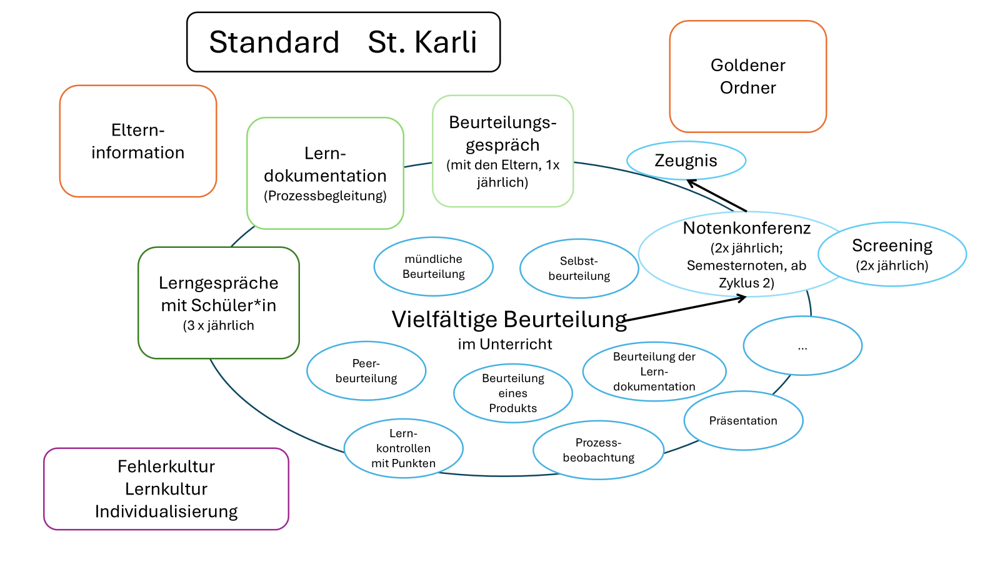 Standard   St. Karli
Goldener
Ordner
Eltern-
information
Lern-
dokumentation
(Prozessbegleitung)
Beurteilungs-
gespräch
(mit den Eltern, 1x
jährlich)
Zeugnis
Notenkonferenz
(2x jährlich;
Semesternoten, ab
Zyklus 2)
Screening
(2x jährlich)
mündliche
Beurteilung
Selbst-
beurteilung
Lerngespräche
mit Schüler*in
(3 x jährlich
Vielfältige Beurteilung
im Unterricht
...
Peer-
beurteilung
Beurteilung
eines
Produkts
Beurteilung der
Lern-
dokumentation
Präsentation
Lern-
kontrollen
mit Punkten
Prozess-
beobachtung
Fehlerkultur
Lernkultur
Individualisierung